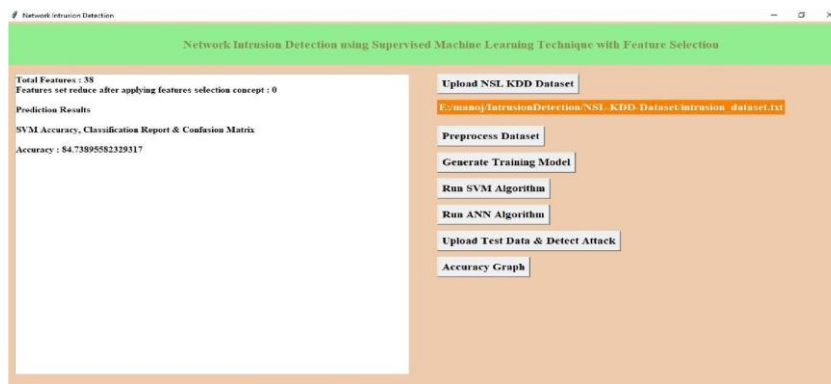 Network Intrusion Detection
Network Intrusion Detection using Supervised Machine Learning Technique with Feature Selection
Total Features : 38
Features set reduce after applying features selection concept : 0
Prediction Results
SVM Accuracy, Classification Report & Confusion Matrix
Accuracy : 84.73895582329317
Upload NSL KDD Dataset
E:/manoj/IntrusionDetection/NSL-KDD-Dataset/intrusion_dataset.txt
Preprocess Dataset
Generate Training Model
Run SVM Algorithm
Run ANN Algorithm
Upload Test Data & Detect Attack
Accuracy Graph